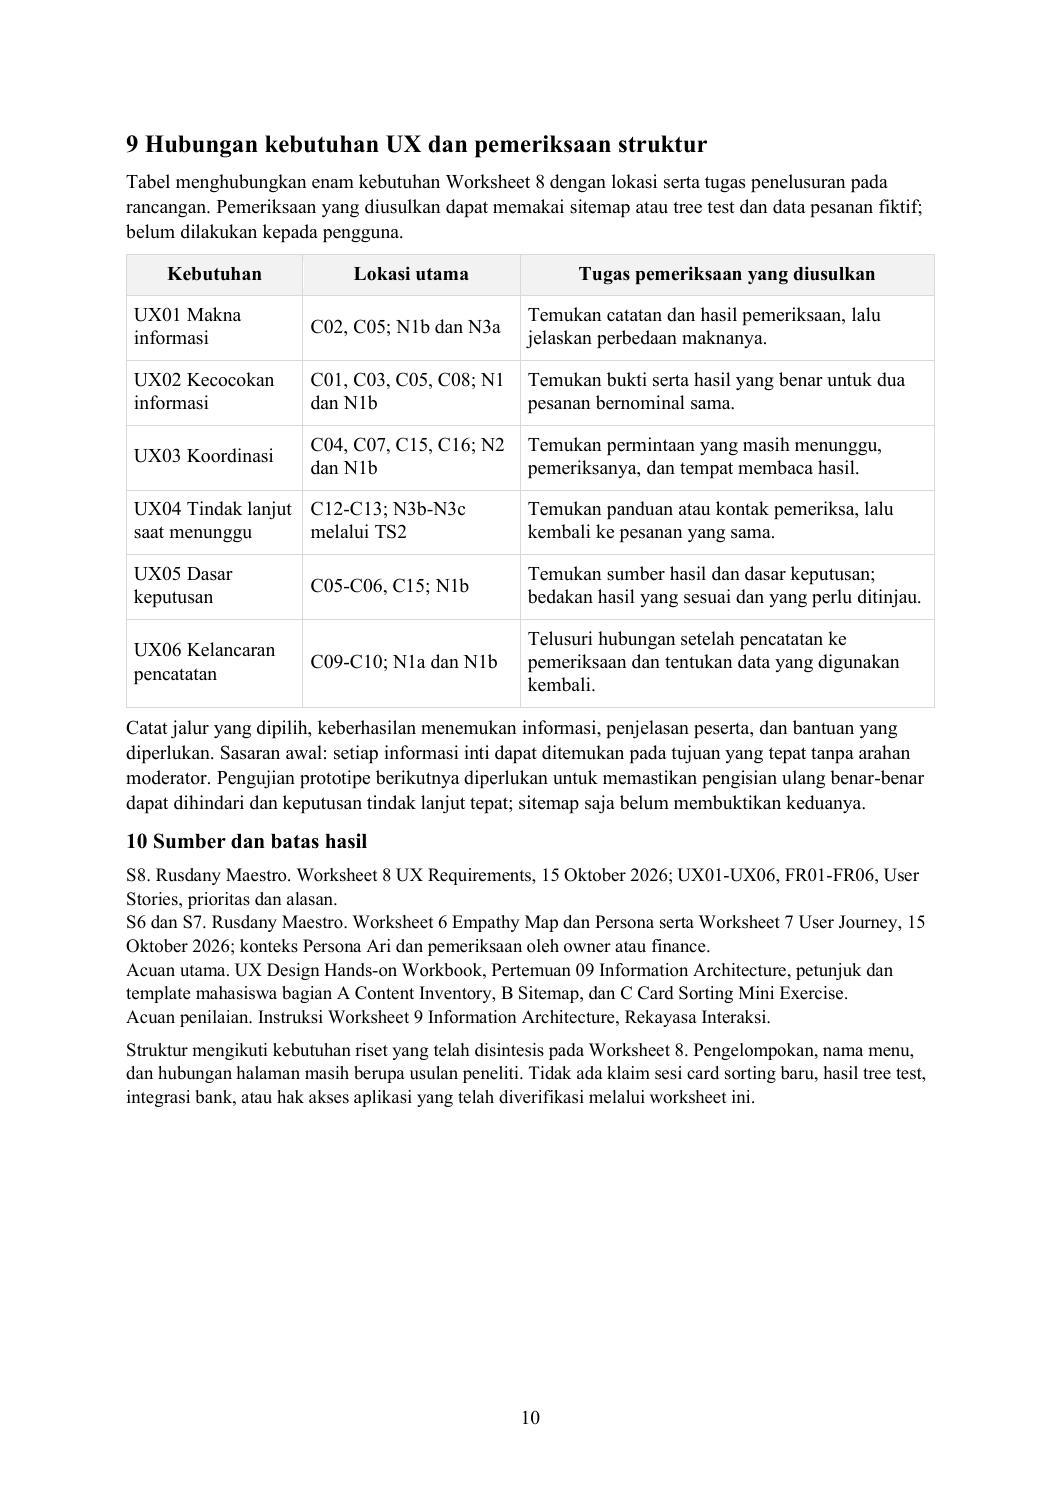 9 Hubungan kebutuhan UX dan pemeriksaan struktur
Tabel menghubungkan enam kebutuhan Worksheet 8 dengan lokasi serta tugas penelusuran pada
rancangan. Pemeriksaan yang diusulkan dapat memakai sitemap atau tree test dan data pesanan fiktif;
belum dilakukan kepada pengguna.
Kebutuhan Lokasi utama Tugas pemeriksaan yang diusulkan
UX01 Makna
informasi
C02, C05; N1b dan N3a
Temukan catatan dan hasil pemeriksaan, lalu
jelaskan perbedaan maknanya.
UX02 Kecocokan
informasi
C01, C03, C05, C08; N1
dan N1b
Temukan bukti serta hasil yang benar untuk dua
pesanan bernominal sama.
UX03 Koordinasi
C04, C07, C15, C16; N2
dan N1b
Temukan permintaan yang masih menunggu,
pemeriksanya, dan tempat membaca hasil.
UX04 Tindak lanjut
saat menunggu
C12-C13; N3b-N3c
melalui TS2
Temukan panduan atau kontak pemeriksa, lalu
kembali ke pesanan yang sama.
UX05 Dasar
keputusan
C05-C06, C15; N1b
Temukan sumber hasil dan dasar keputusan;
bedakan hasil yang sesuai dan yang perlu ditinjau.
UX06 Kelancaran
pencatatan
C09-C10; N1a dan N1b
Telusuri hubungan setelah pencatatan ke
pemeriksaan dan tentukan data yang digunakan
kembali.
Catat jalur yang dipilih, keberhasilan menemukan informasi, penjelasan peserta, dan bantuan yang
diperlukan. Sasaran awal: setiap informasi inti dapat ditemukan pada tujuan yang tepat tanpa arahan
moderator. Pengujian prototipe berikutnya diperlukan untuk memastikan pengisian ulang benar-benar
dapat dihindari dan keputusan tindak lanjut tepat; sitemap saja belum membuktikan keduanya.
10 Sumber dan batas hasil
S8. Rusdany Maestro. Worksheet 8 UX Requirements, 15 Oktober 2026; UX01-UX06, FR01-FR06, User
Stories, prioritas dan alasan.
S6 dan S7. Rusdany Maestro. Worksheet 6 Empathy Map dan Persona serta Worksheet 7 User Journey, 15
Oktober 2026; konteks Persona Ari dan pemeriksaan oleh owner atau finance.
Acuan utama. UX Design Hands-on Workbook, Pertemuan 09 Information Architecture, petunjuk dan
template mahasiswa bagian A Content Inventory, B Sitemap, dan C Card Sorting Mini Exercise.
Acuan penilaian. Instruksi Worksheet 9 Information Architecture, Rekayasa Interaksi.
Struktur mengikuti kebutuhan riset yang telah disintesis pada Worksheet 8. Pengelompokan, nama menu,
dan hubungan halaman masih berupa usulan peneliti. Tidak ada klaim sesi card sorting baru, hasil tree test,
integrasi bank, atau hak akses aplikasi yang telah diverifikasi melalui worksheet ini.
10